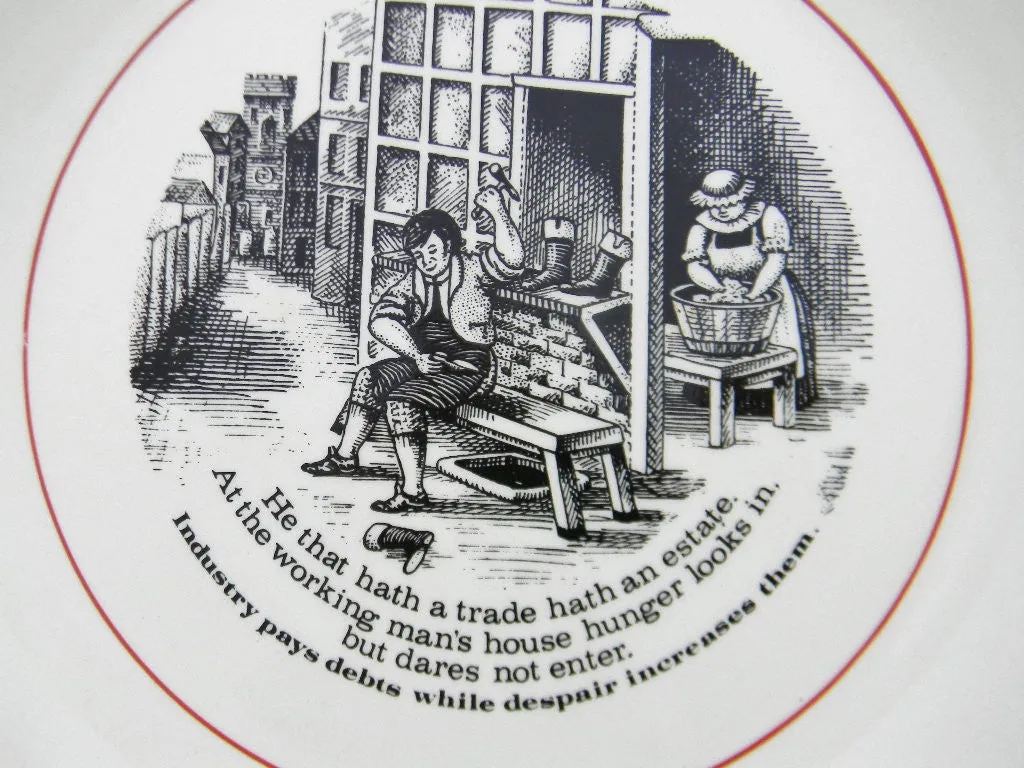 He that hath a trade hath an estate.
At the working man's house hunger looks in.
but dares not enter.
Industry pays debts while despair increases them.